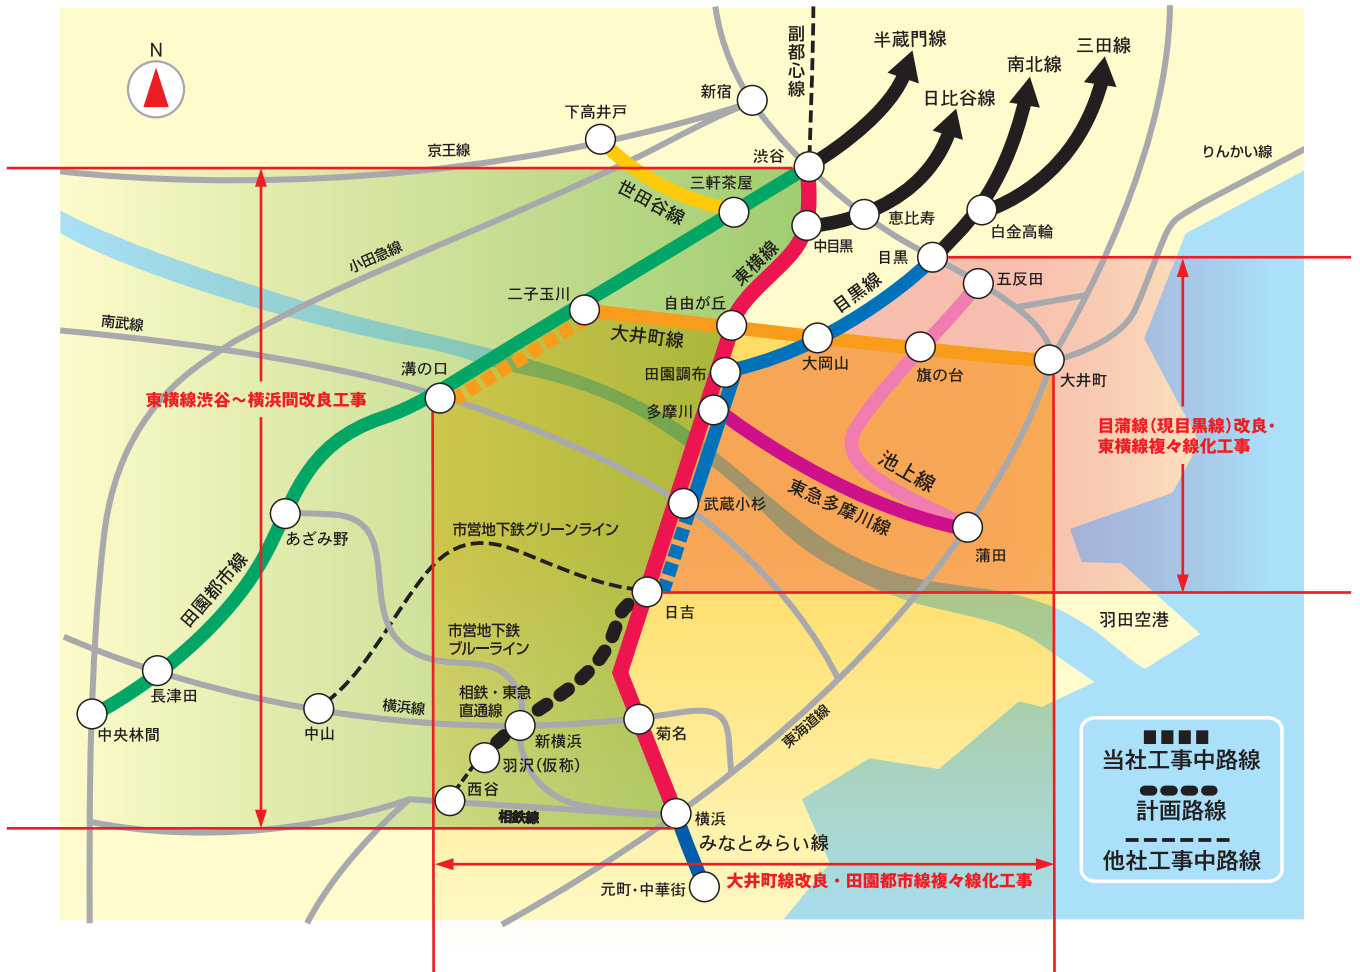 N
副都心線
半蔵門線
三田線
南北線
日比谷線
新宿
下高井戸
京王線
渋谷
りんかい線
三軒茶屋
世田谷線
恵比寿
白金高輪
中目黒
東横線
目黒
小田急線
五反田
目黒線
二子玉川
自由が丘
南武線
大井町線
大岡山
旗の台
大井町
溝の口
田園調布
東横線渋谷～横浜間改良工事
多摩川
目蒲線(現目黒線)改良・
東横線複々線化工事
池上線
東急多摩川線
武蔵小杉
市営地下鉄グリーンライン
あざみ野
蒲田
田園都市線
日吉
羽田空港
市営地下鉄
ブルーライン
長津田
相鉄・東急
直通線
横浜線
中央林間
中山
新横浜
菊名
東海道線
羽沢(仮称)
西谷
相鉄線
横浜
みなとみらい線
元町・中華街
大井町線改良・田園都市線複々線化工事
当社工事中路線
計画路線
他社工事中路線